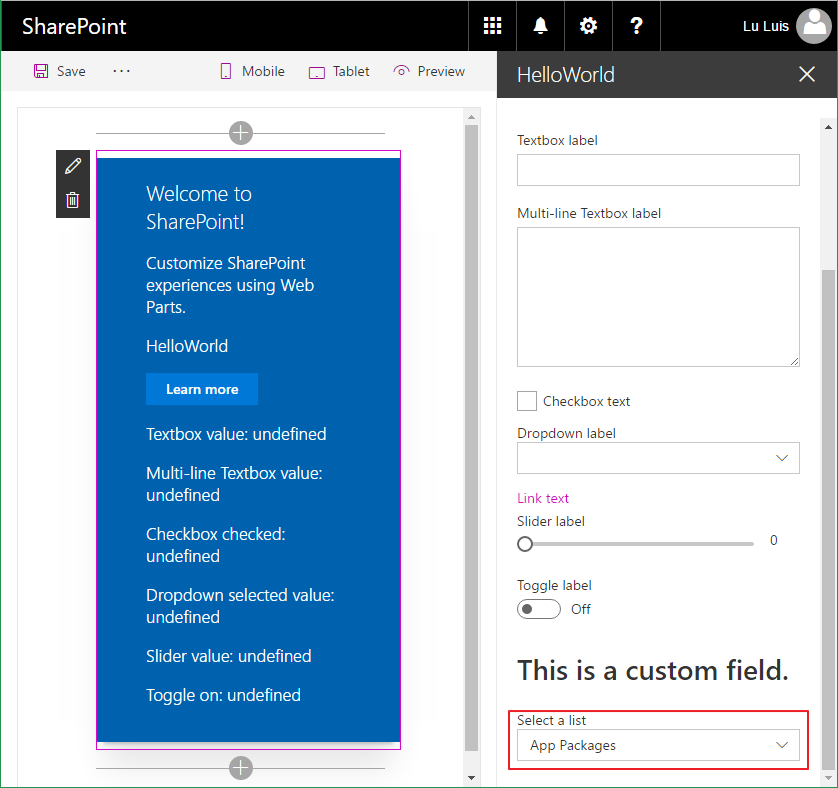 SharePoint
?
Lu Luis
Save
...
Mobile
Tablet
Preview
HelloWorld
Welcome to
SharePoint!
Customize SharePoint
experiences using Web
Parts.
HelloWorld
Learn more
Textbox value: undefined
Multi-line Textbox value:
undefined
Checkbox checked:
undefined
Dropdown selected value:
undefined
Slider value: undefined
Toggle on: undefined
Textbox label
Multi-line Textbox label
Checkbox text
Dropdown label
Link text
Slider label
0
Toggle label
Off
This is a custom field.
Select a list
App Packages